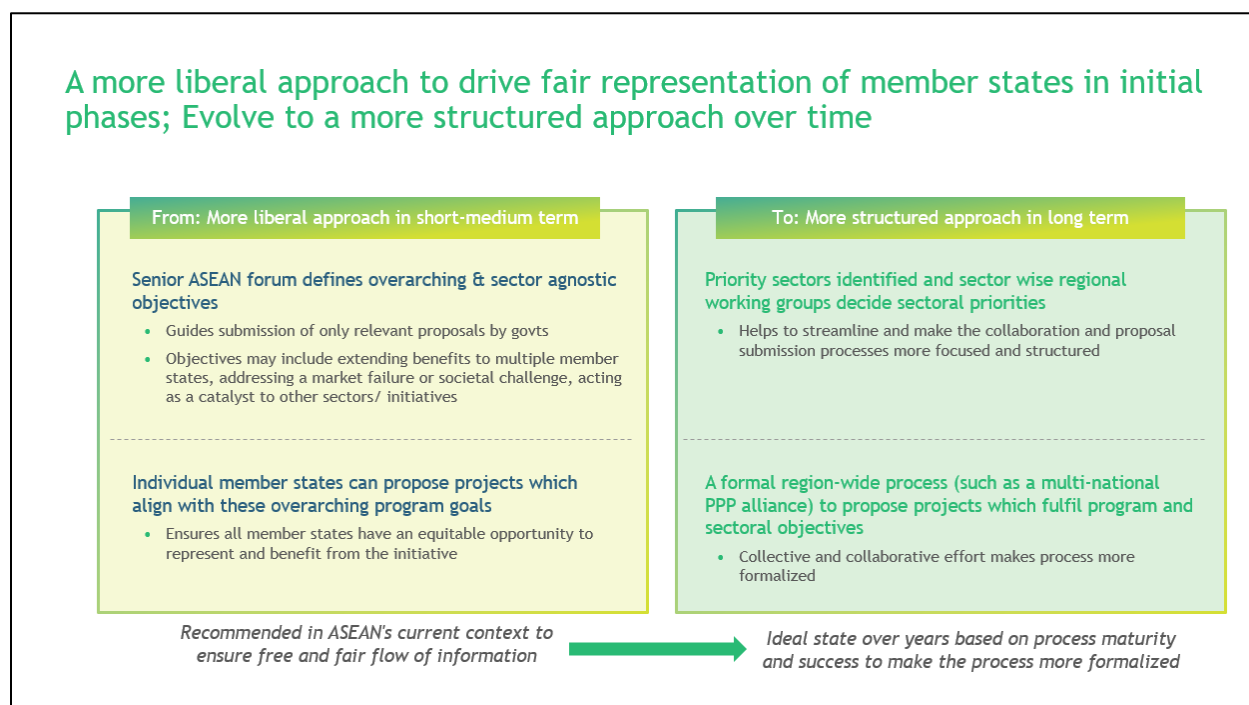 A more liberal approach to drive fair representation of member states in initial
phases; Evolve to a more structured approach over time
From: More liberal approach in short-medium term
Senior ASEAN forum defines overarching & sector agnostic
objectives
• Guides submission of only relevant proposals by govts
• Objectives may include extending benefits to multiple member
states, addressing a market failure or societal challenge, acting
as a catalyst to other sectors/ initiatives
Individual member states can propose projects which
align with these overarching program goals
• Ensures all member states have an equitable opportunity to
represent and benefit from the initiative
Recommended in ASEAN's current context to
ensure free and fair flow of information
To: More structured approach in long term
Priority sectors identified and sector wise regional
working groups decide sectoral priorities
• Helps to streamline and make the collaboration and proposal
submission processes more focused and structured
A formal region-wide process (such as a multi-national
PPP alliance) to propose projects which fulfil program and
sectoral objectives
• Collective and collaborative effort makes process more
formalized
Ideal state over years based on process maturity
and success to make the process more formalized